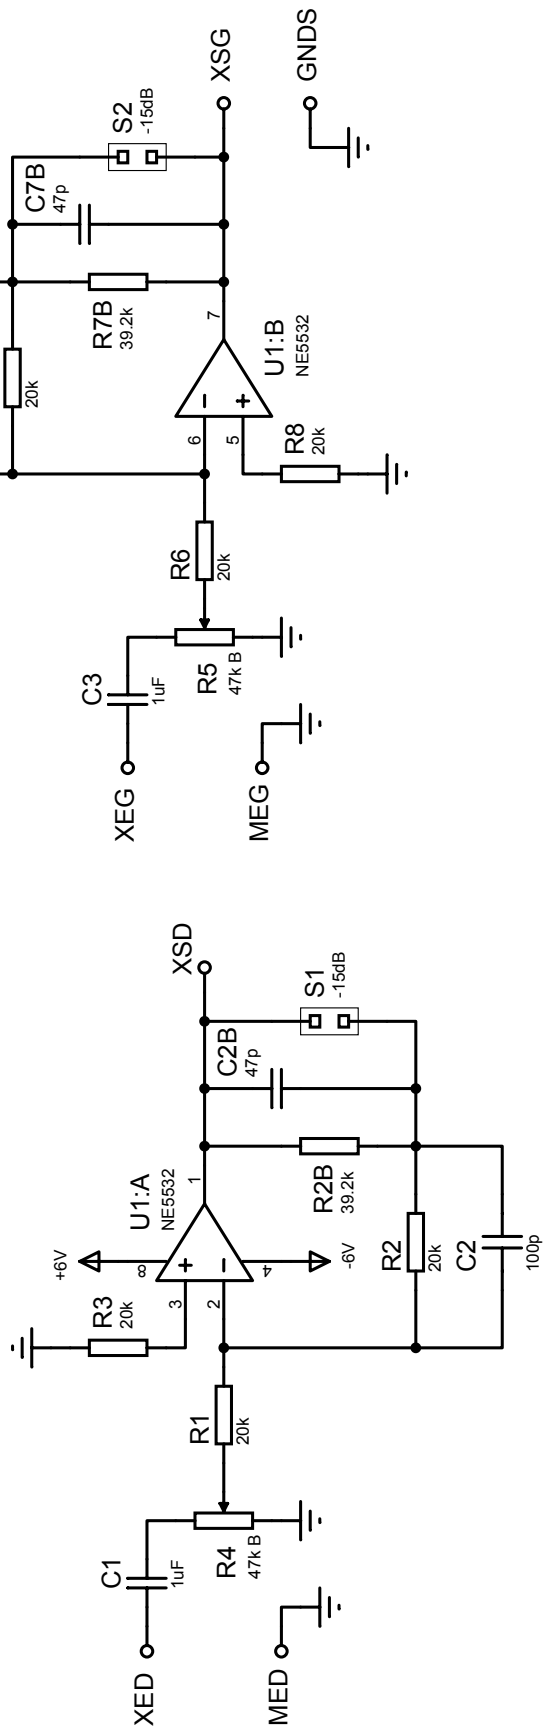 XSG
GNDS
S2
-15dB
C7B
47p
R7B
39.2k
20k
7
U1:B
NE5532
6
5
R8
20k
R6
20k
C3
1uF
R5
47k B
XEG
MEG
XSD
S1
-15dB
C2B
47p
U1:A
NE5532
1
R2B
39.2k
+6V
8
4
-6V
R3
20k
3
2
R2
20k
C2
100p
R1
20k
C1
1uF
R4
47k B
XED
MED